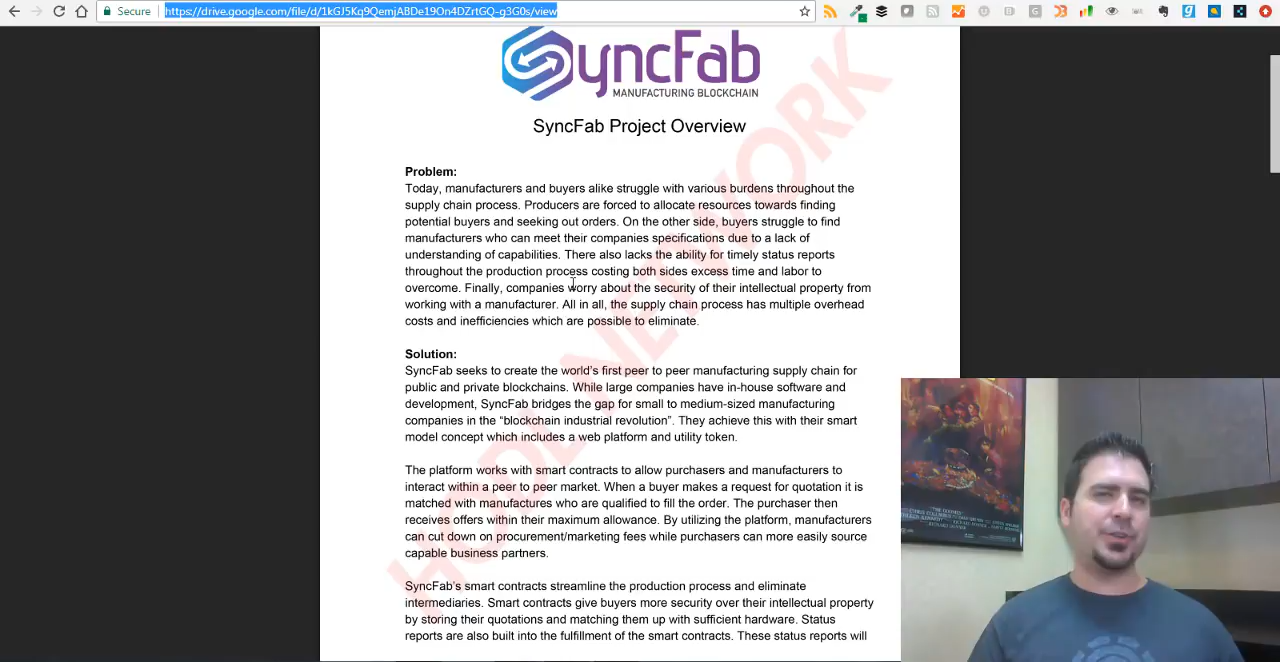 Secure
https://drive.google.com/file/d/1kGJ5Kq9QemjABDe19On4DZrtGQ-g3G0s/view
SyncFab
MANUFACTURING BLOCKCHAIN
SyncFab Project Overview
Problem:
Today, manufacturers and buyers alike struggle with various burdens throughout the
supply chain process. Producers are forced to allocate resources towards finding
potential buyers and seeking out orders. On the other side, buyers struggle to find
manufacturers who can meet their companies specifications due to a lack of
understanding of capabilities. There also lacks the ability for timely status reports
throughout the production process costing both sides excess time and labor to
overcome. Finally, companies worry about the security of their intellectual property from
working with a manufacturer. All in all, the supply chain process has multiple overhead
costs and inefficiencies which are possible to eliminate.
Solution:
SyncFab seeks to create the world's first peer to peer manufacturing supply chain for
public and private blockchains. While large companies have in-house software and
development, SyncFab bridges the gap for small to medium-sized manufacturing
companies in the “blockchain industrial revolution”. They achieve this with their smart
model concept which includes a web platform and utility token.
The platform works with smart contracts to allow purchasers and manufacturers to
interact within a peer to peer market. When a buyer makes a request for quotation it is
matched with manufactures who are qualified to fill the order. The purchaser then
receives offers within their maximum allowance. By utilizing the platform, manufacturers
can cut down on procurement/marketing fees while purchasers can more easily source
capable business partners.
SyncFab's smart contracts streamline the production process and eliminate
intermediaries. Smart contracts give buyers more security over their intellectual property
by storing their quotations and matching them up with sufficient hardware. Status
reports are also built into the fulfillment of the smart contracts. These status reports will
HODL NETWORK